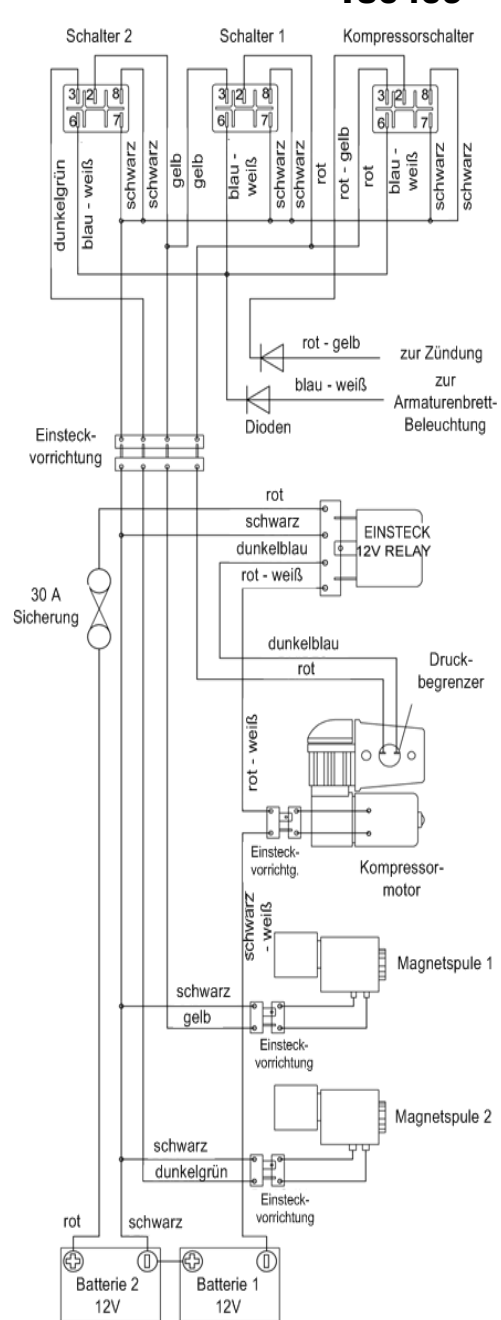 Schalter 2
Schalter 1
Kompressorschalter
3 2 8
6 7
3 2 8
6 7
3 2 8
6 7
dunkelgrün
blau - weiß
schwarz
schwarz
gelb
gelb
blau -
weiß
schwarz
schwarz
rot
rot - gelb
rot
blau -
weiß
schwarz
schwarz
rot - gelb
zur Zündung
blau - weiß
zur
Armaturenbrett-
Beleuchtung
Dioden
Einsteck-
vorrichtung
rot
schwarz
dunkelblau
rot - weiß
EINSTECK
12V RELAY
30 A
Sicherung
dunkelblau
rot
Druck-
begrenzer
rot - weiß
Einsteck-
vorrichtg.
Kompressor-
motor
schwarz
- weiß
Magnetspule 1
schwarz
gelb
Einsteck-
vorrichtung
Magnetspule 2
schwarz
dunkelgrün
Einsteck-
vorrichtung
rot
schwarz
Batterie 2
12V
Batterie 1
12V